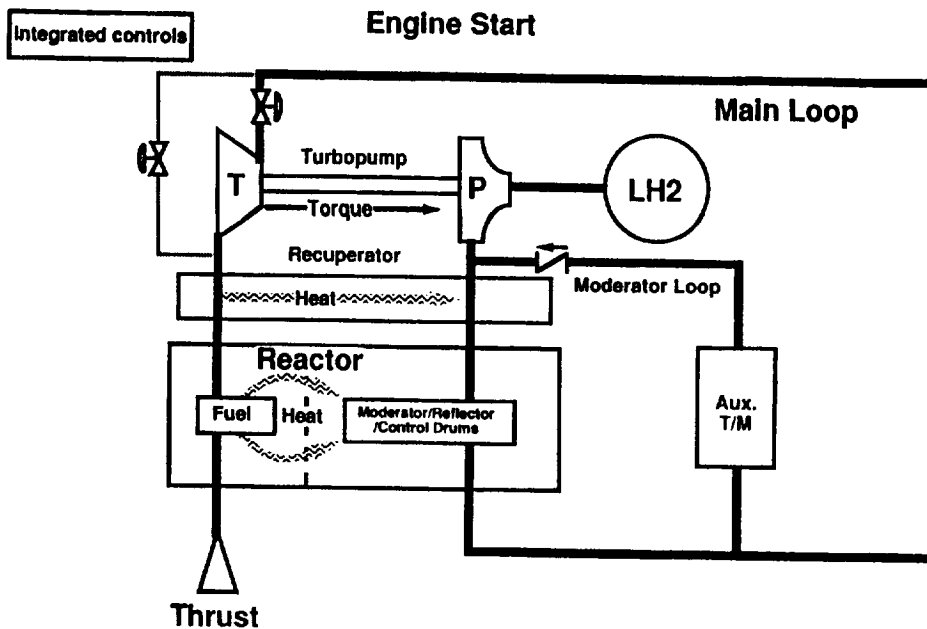 Engine Start
Integrated controls
Main Loop
Turbopump
T
P
LH2
Torque
Recuperator
Moderator Loop
Heat
Reactor
Fuel
Heat
Moderator/Reflector
/Control Drums
Aux.
T/M
Thrust